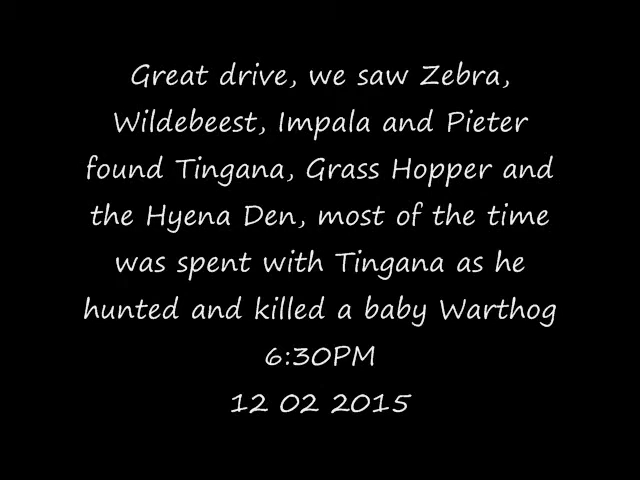 Great drive, we saw Zebra,
Wildebeest, Impala and Pieter
found Tingana, Grass Hopper and
the Hyena Den, most of the time
was spent with Tingana as he
hunted and killed a baby Warthog
6:30PM
12 02 2015